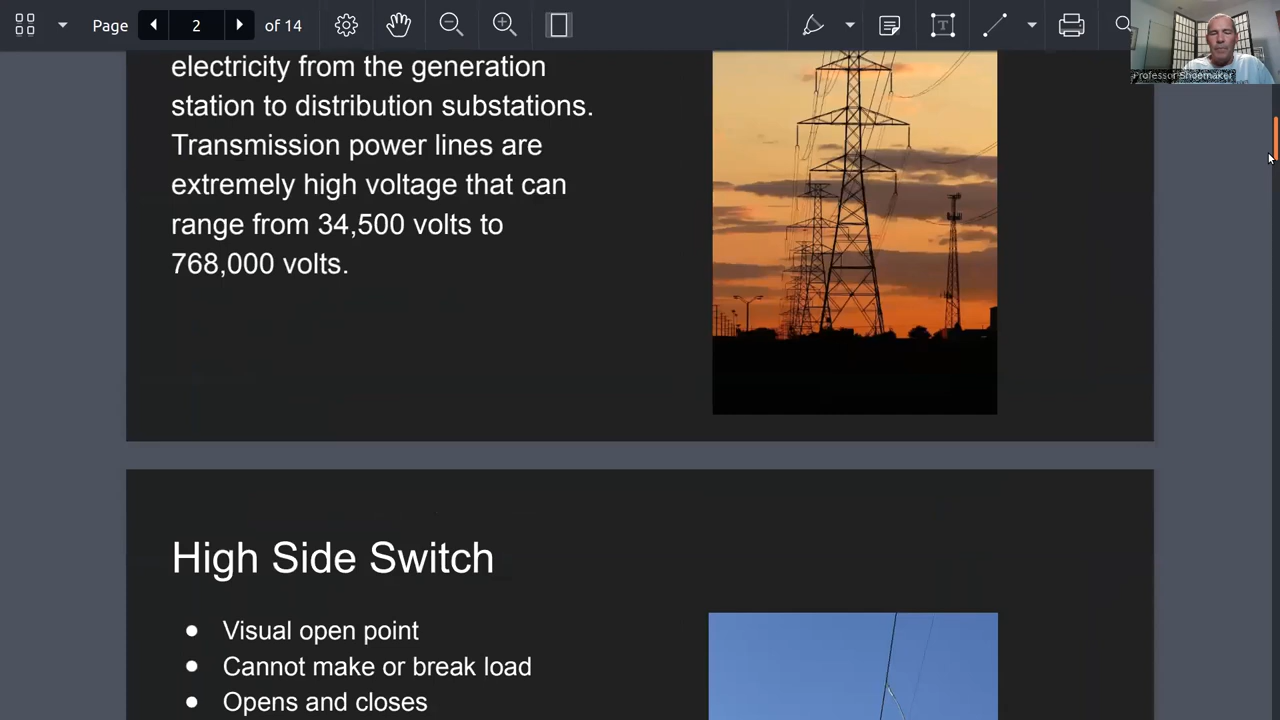 Page 2 of 14
Professor Shoemaker
electricity from the generation
station to distribution substations.
Transmission power lines are
extremely high voltage that can
range from 34,500 volts to
768,000 volts.
High Side Switch
● Visual open point
● Cannot make or break load
● Opens and closes